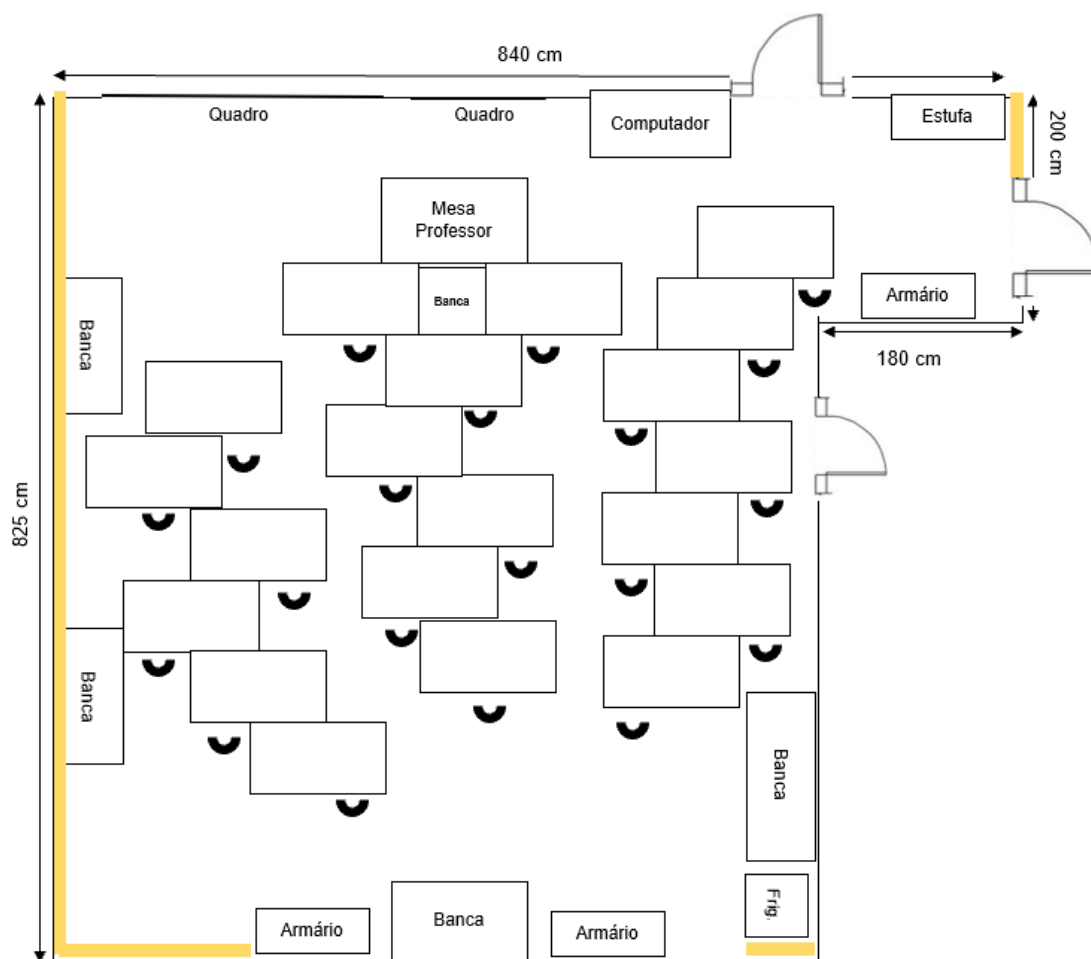 840 cm
Quadro
Quadro
Computador
Estufa
200 cm
Mesa
Professor
Banca
Armário
Banca
180 cm
825 cm
Banca
Banca
Frig.
Armário
Banca
Armário